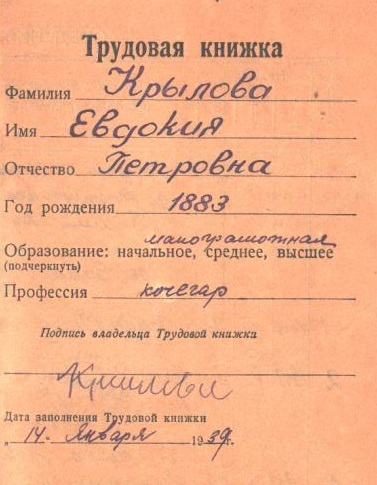 Трудовая книжка
Фамилия Крылова
Имя Евдокия
Отчество Петровна
Год рождения 1883
малограмотная
Образование: начальное, среднее, высшее
(подчеркнуть)
Профессия кочегар
Подпись владельца Трудовой книжки
Дата заполнения Трудовой книжки
„14. Января 1939г.